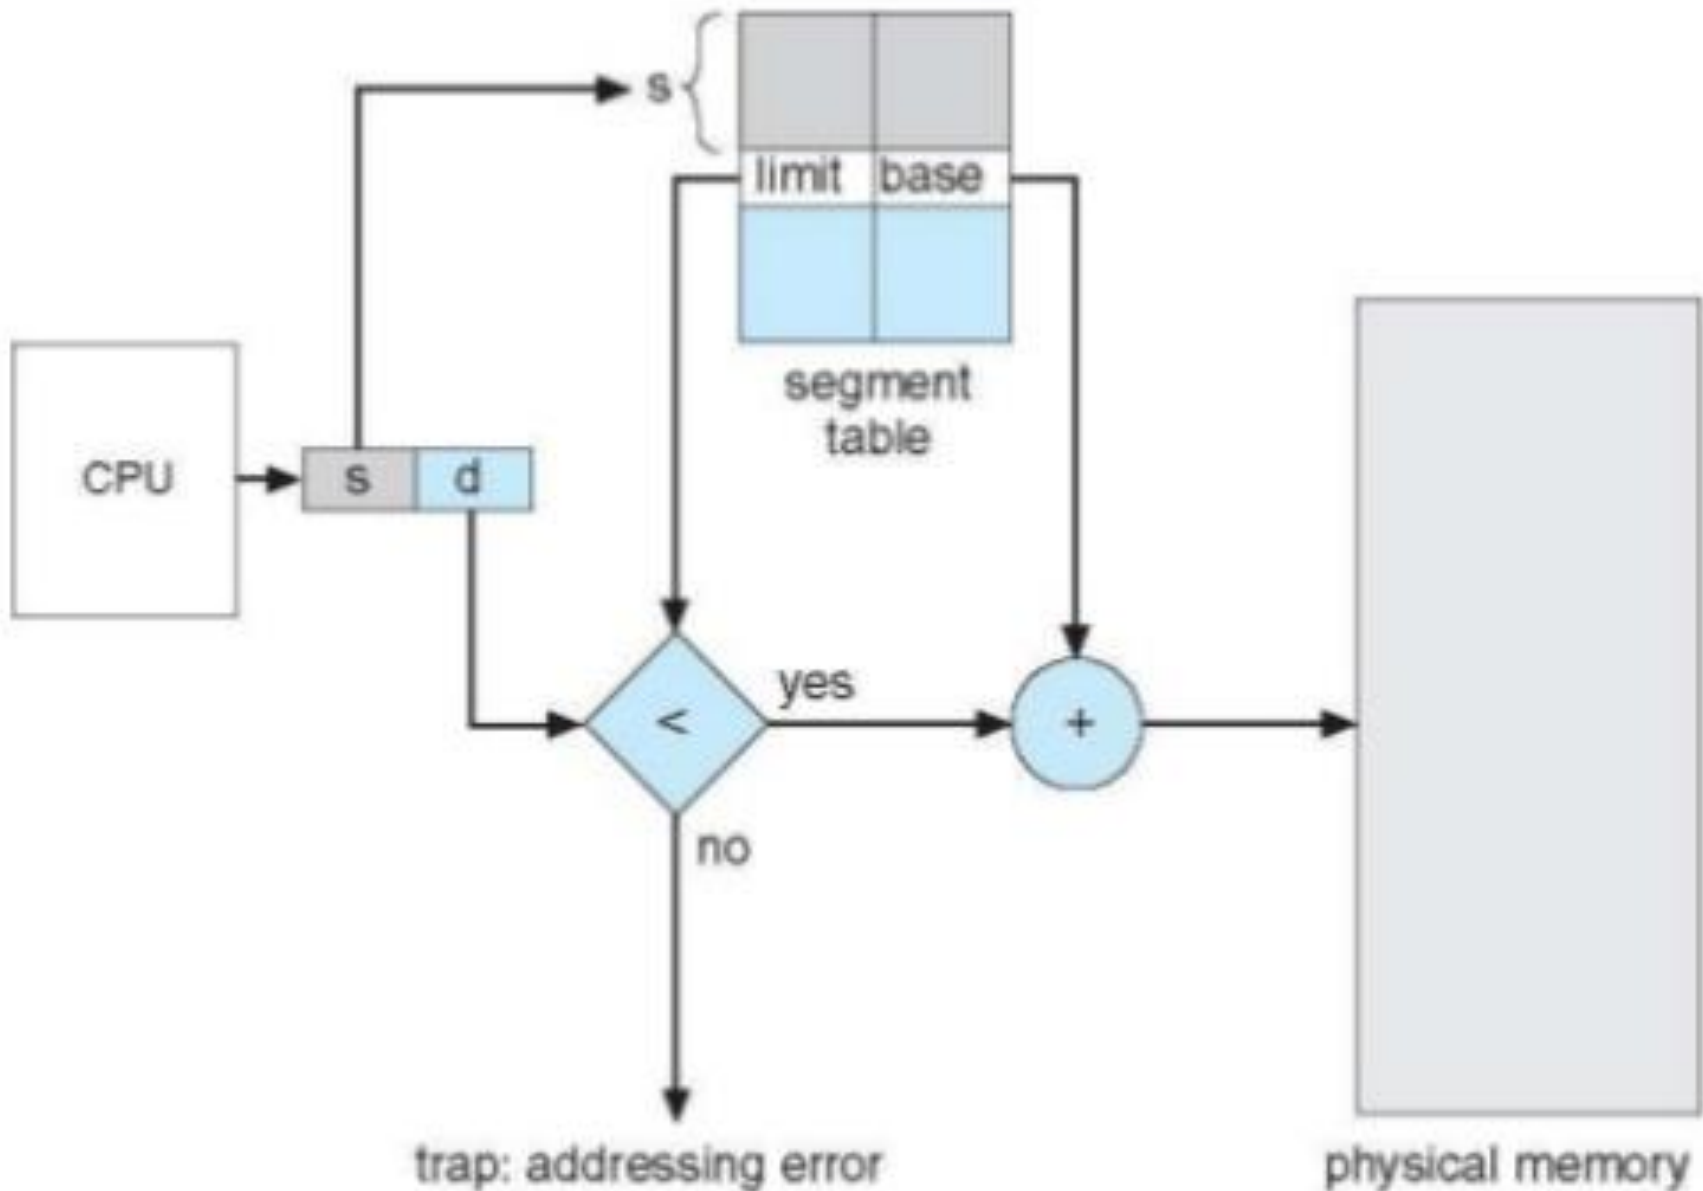 s
limit base
segment
table
CPU
s d
<
yes
+
no
trap: addressing error
physical memory